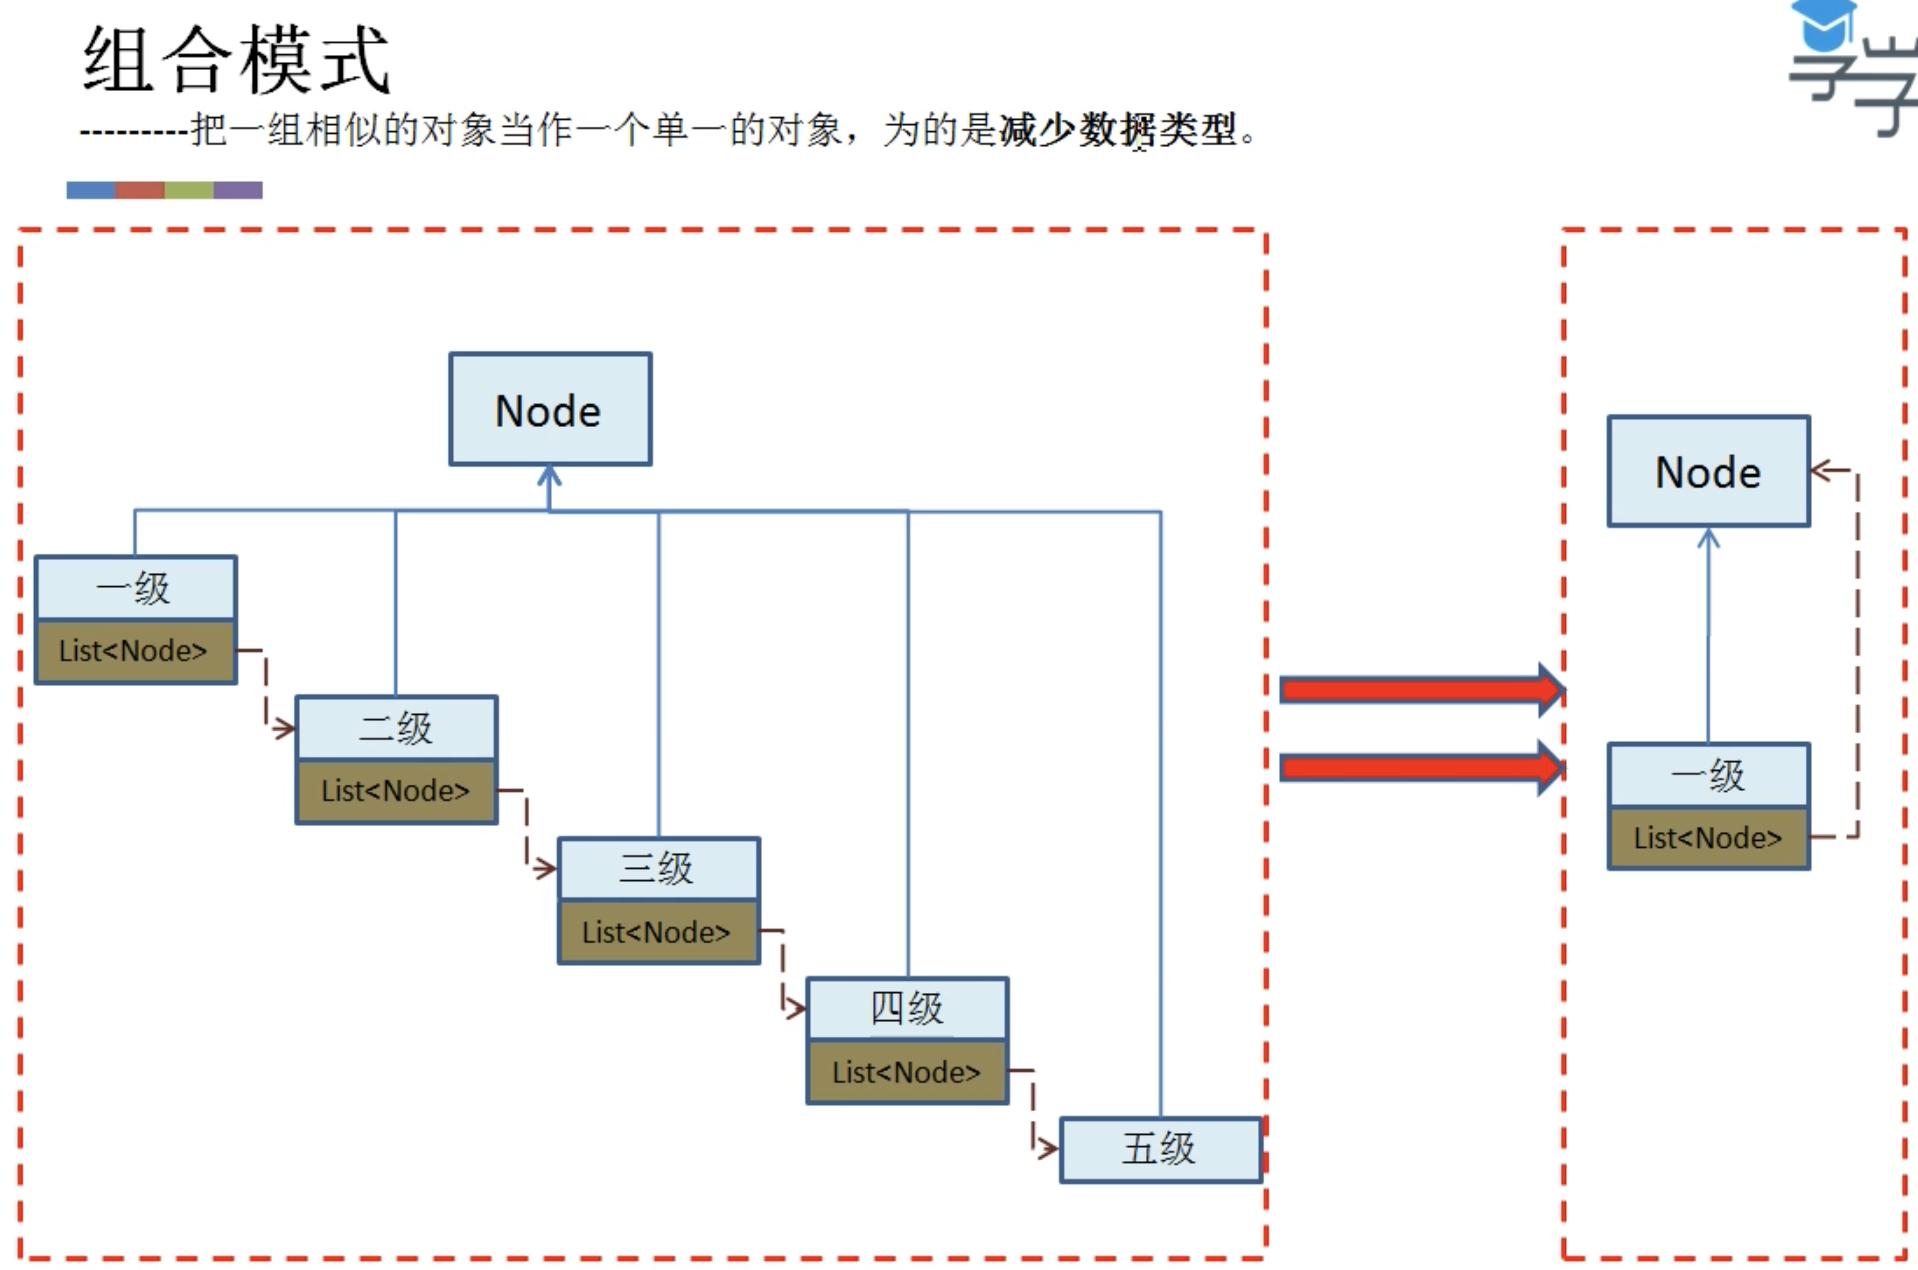 组合模式
---------把一组相似的对象当作一个单一的对象，为的是减少数据类型。
学
学
Node
一级
List<Node>
二级
List<Node>
三级
List<Node>
四级
List<Node>
五级
Node
一级
List<Node>